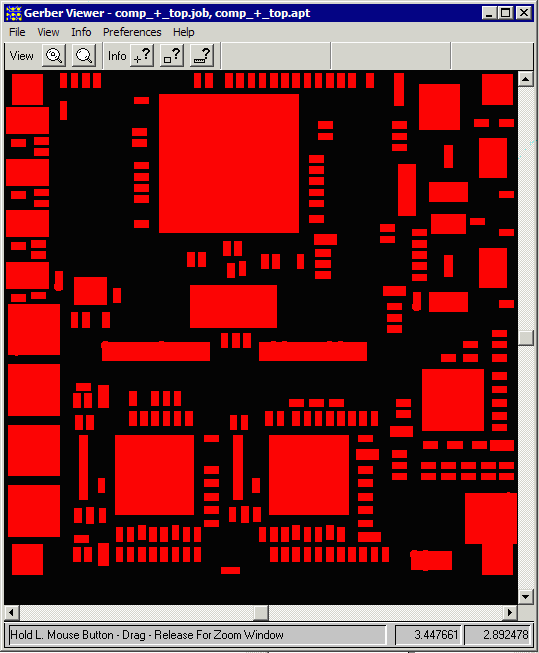 Gerber Viewer - comp_+_top.job, comp_+_top.apt
File View Info Preferences Help
View Info
Hold L. Mouse Button - Drag - Release For Zoom Window 3.447661 2.892478